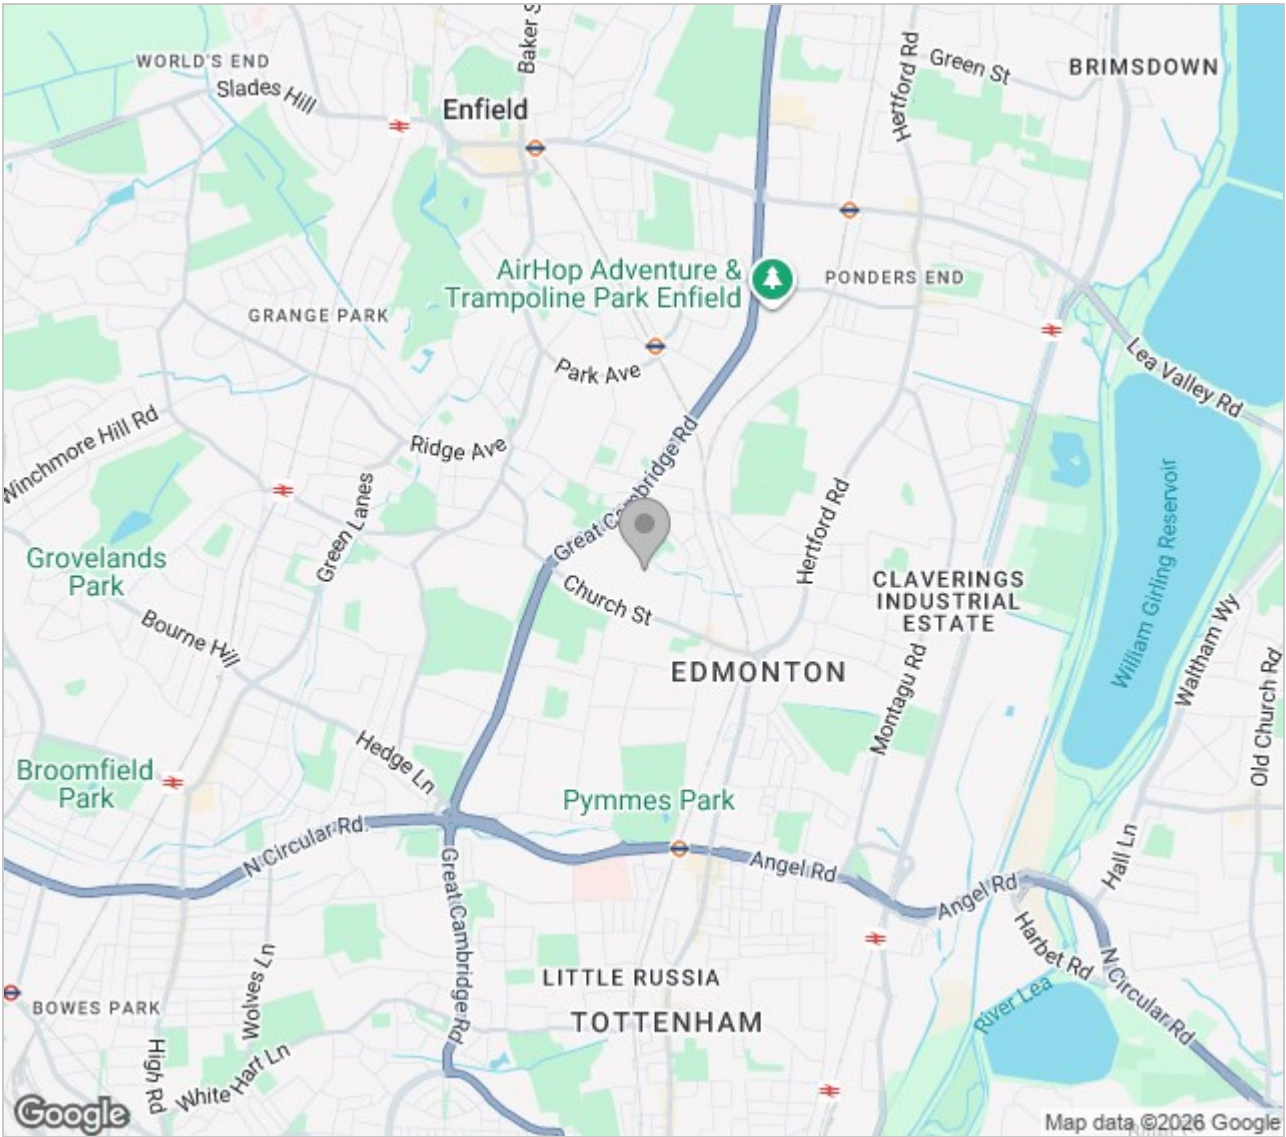 WORLD'S END
Slades Hill
Baker S
Enfield
Hertford Rd
Green St
BRIMSDOWN
AirHop Adventure &
Trampoline Park Enfield
PONDERS END
GRANGE PARK
Park Ave
Lea Valley Rd
Winchmore Hill Rd
Ridge Ave
Great Cambridge Rd
Green Lanes
Hertford Rd
William Girling Reservoir
Grovelands
Park
Church St
CLAVERINGS
INDUSTRIAL
ESTATE
Waltham Wy
Bourne Hill
EDMONTON
Montagu Rd
Old Church Rd
Hedge Ln
Broomfield
Park
Pymmes Park
N Circular Rd
Great Cambridge Rd
Angel Rd
Angel Rd
Hall Ln
Harbet Rd
N Circular Rd
Wolves Ln
LITTLE RUSSIA
River Lea
BOWES PARK
TOTTENHAM
High Rd
White Hart Ln
Google
Map data ©2026 Google